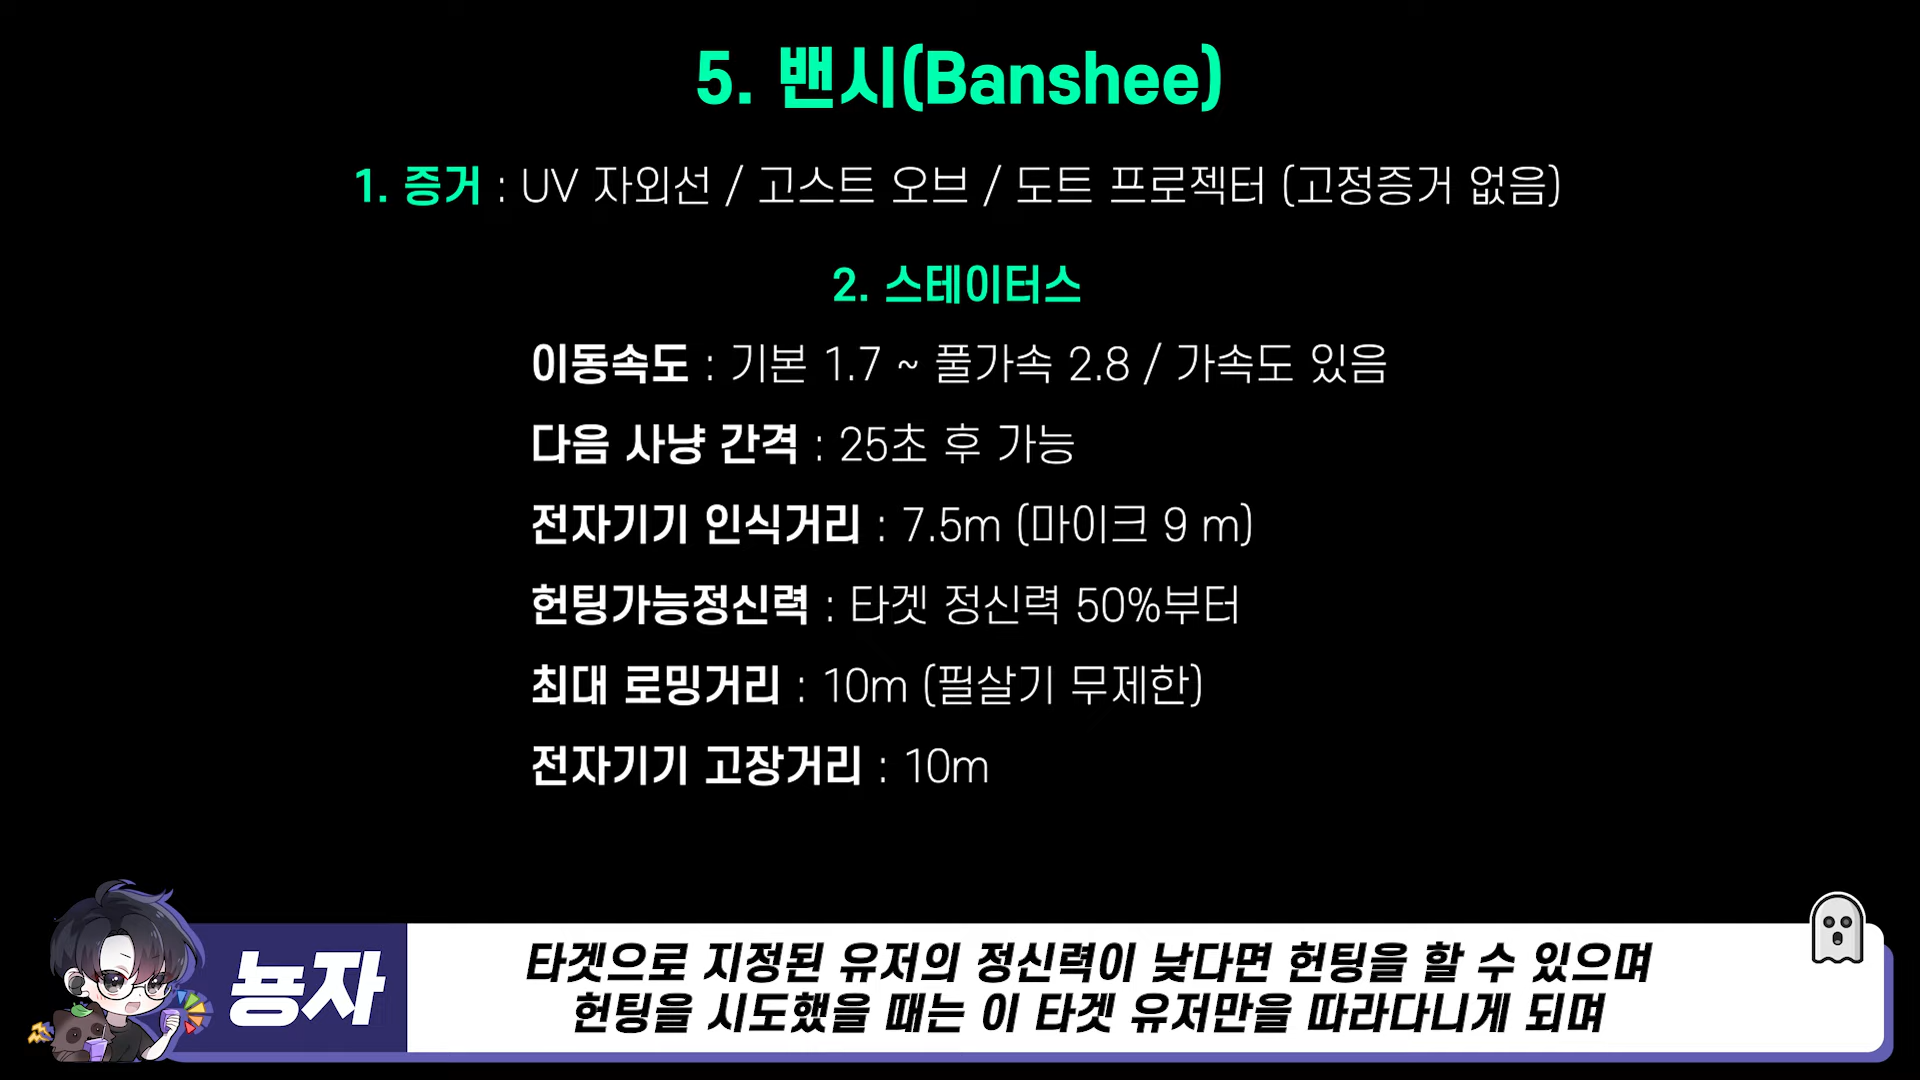 5. 밴시(Banshee)
1. 증거 : UV 자외선 / 고스트 오브 / 도트 프로젝터 (고정증거 없음)
2. 스테이터스
이동속도 : 기본 1.7 ~ 풀가속 2.8 / 가속도 있음
다음 사냥 간격 : 25초 후 가능
전자기기 인식거리 : 7.5m (마이크 9 m)
헌팅가능정신력 : 타겟 정신력 50%부터
최대 로밍거리 : 10m (필살기 무제한)
전자기기 고장거리 : 10m
뇽자
타겟으로 지정된 유저의 정신력이 낮다면 헌팅을 할 수 있으며
헌팅을 시도했을 때는 이 타겟 유저만을 따라다니게 되며